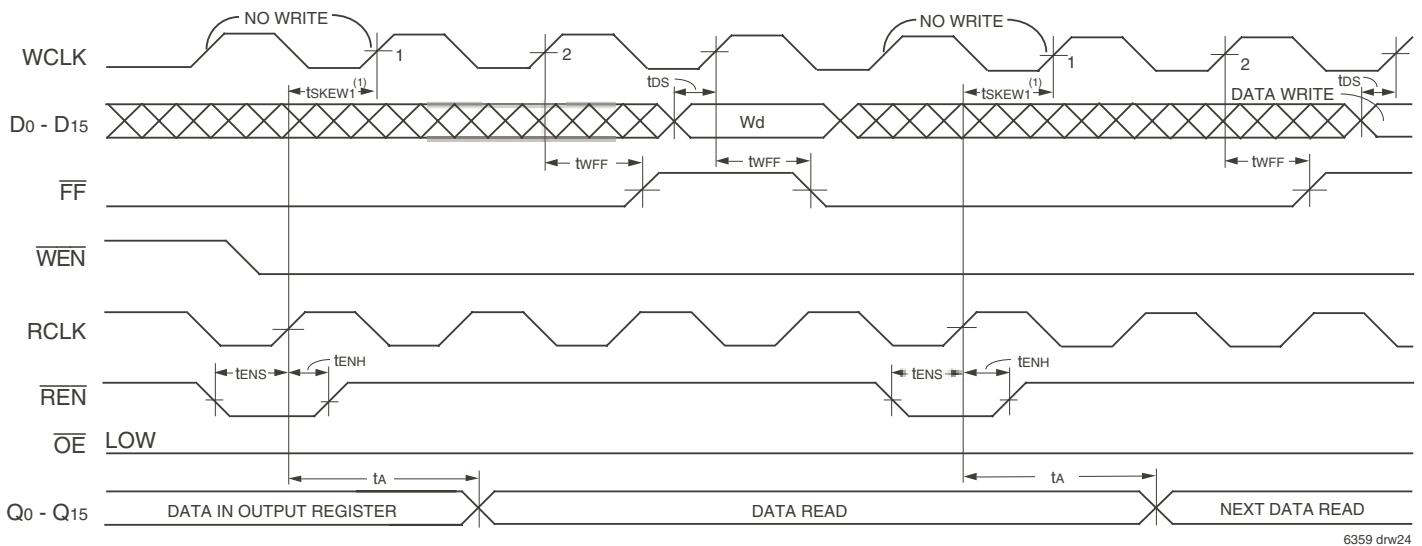 NO WRITE NO WRITE
WCLK 1 2 1 2
tSKEW1(1) tDS tSKEW1(1) tDS
D0 - D15 Wd DATA WRITE
tWFF tWFF tWFF
FF
WEN
RCLK
tENS tENH tENS tENH
REN
OE LOW
tA tA
Q0 - Q15 DATA IN OUTPUT REGISTER DATA READ NEXT DATA READ
6359 drw24